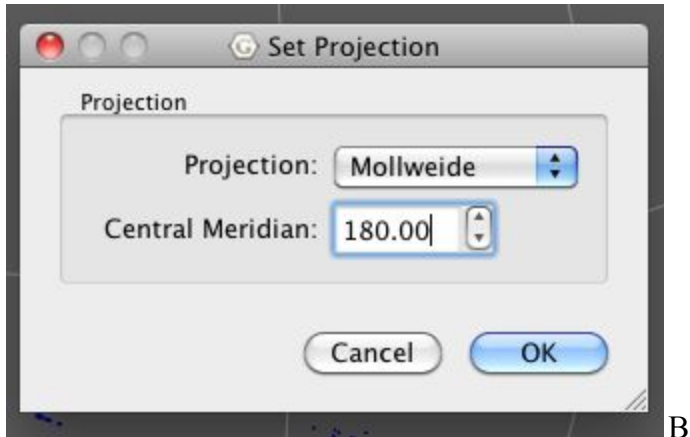 Set Projection
Projection
Projection: Mollweide
Central Meridian: 180.00
Cancel OK
B